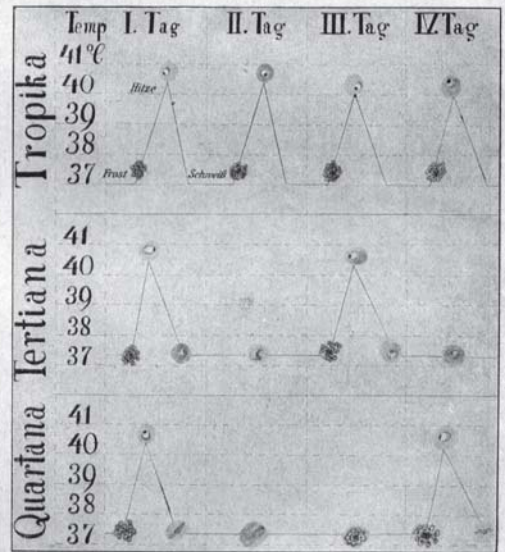 Temp I. Tag II. Tag III. Tag IV Tag
Tropika
41°C
40
Hitze
39
38
37
Frost
Schweiß
Tertiana
41
40
39
38
37
Quartana
41
40
39
38
37